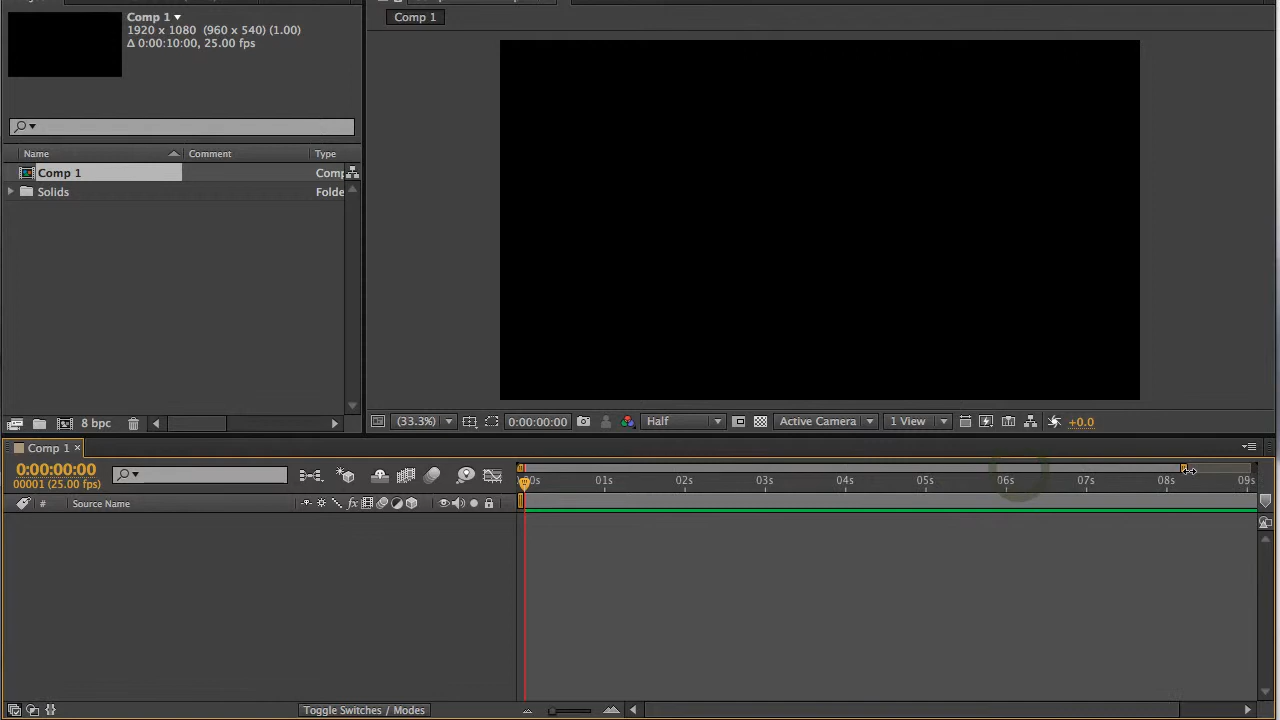 Comp 1
1920 x 1080 (960 x 540) (1.00)
Δ 0:00:10:00, 25.00 fps
Comp 1
Name Comment Type
Comp 1 Comp
Solids Folde
8 bpc
(33.3%) 0:00:00:00 Half Active Camera 1 View +0.0
Comp 1 ×
0:00:00:00
00001 (25.00 fps)
:00s 01s 02s 03s 04s 05s 06s 07s 08s 09s
# Source Name fx
Toggle Switches / Modes